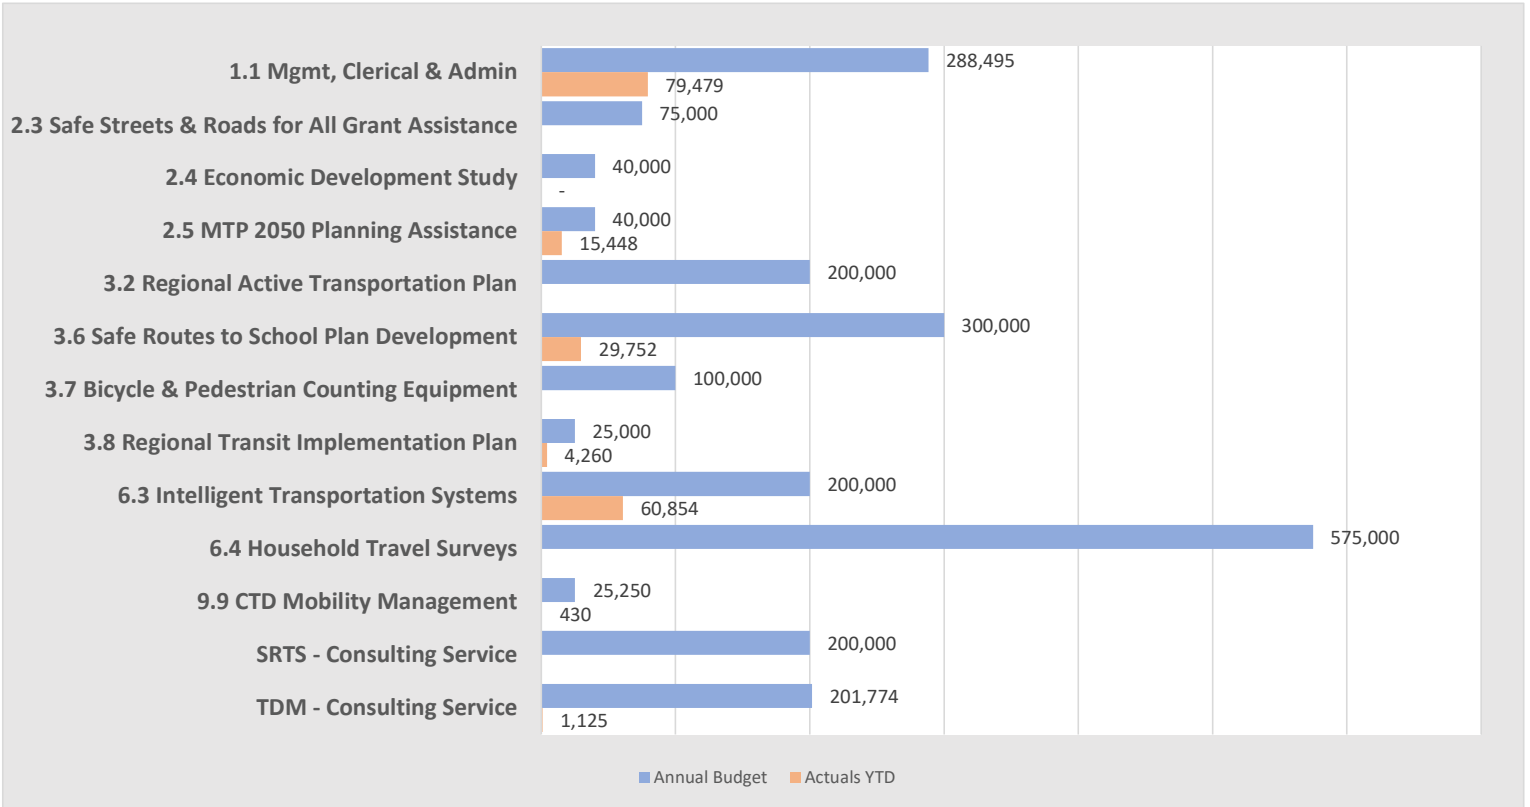 1.1 Mgmt, Clerical & Admin
288,495
79,479
2.3 Safe Streets & Roads for All Grant Assistance
75,000
2.4 Economic Development Study
40,000
-
2.5 MTP 2050 Planning Assistance
40,000
15,448
3.2 Regional Active Transportation Plan
200,000
3.6 Safe Routes to School Plan Development
300,000
29,752
3.7 Bicycle & Pedestrian Counting Equipment
100,000
3.8 Regional Transit Implementation Plan
25,000
4,260
6.3 Intelligent Transportation Systems
200,000
60,854
6.4 Household Travel Surveys
575,000
9.9 CTD Mobility Management
25,250
430
SRTS - Consulting Service
200,000
TDM - Consulting Service
201,774
1,125
Annual Budget Actuals YTD